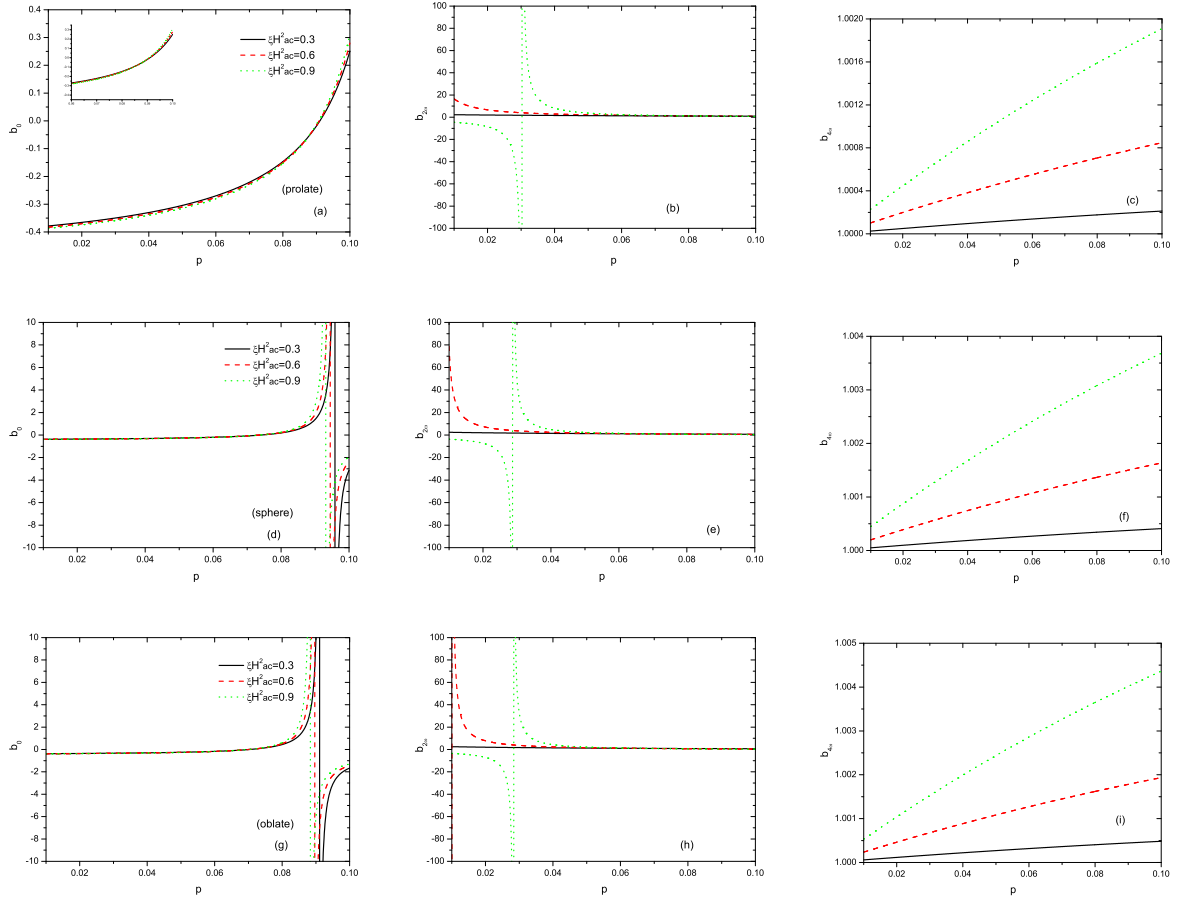 0.4
0.3
0.2
0.1
0.0
-0.1
-0.2
-0.3
-0.4
b0
0.02 0.04 0.06 0.08 0.10
p
ξH²ac=0.3
ξH²ac=0.6
ξH²ac=0.9
(prolate)
(a)
100
80
60
40
20
0
-20
-40
-60
-80
-100
b2∞
0.02 0.04 0.06 0.08 0.10
p
(b)
1.0020
1.0016
1.0012
1.0008
1.0004
1.0000
b4∞
0.02 0.04 0.06 0.08 0.10
p
(c)
10
8
6
4
2
0
-2
-4
-6
-8
-10
b0
0.02 0.04 0.06 0.08 0.10
p
ξH²ac=0.3
ξH²ac=0.6
ξH²ac=0.9
(sphere)
(d)
100
80
60
40
20
0
-20
-40
-60
-80
-100
b2∞
0.02 0.04 0.06 0.08 0.10
p
(e)
1.004
1.003
1.002
1.001
1.000
b4∞
0.02 0.04 0.06 0.08 0.10
p
(f)
10
8
6
4
2
0
-2
-4
-6
-8
-10
b0
0.02 0.04 0.06 0.08 0.10
p
ξH²ac=0.3
ξH²ac=0.6
ξH²ac=0.9
(oblate)
(g)
100
80
60
40
20
0
-20
-40
-60
-80
-100
b2∞
0.02 0.04 0.06 0.08 0.10
p
(h)
1.005
1.004
1.003
1.002
1.001
1.000
b4∞
0.02 0.04 0.06 0.08 0.10
p
(i)